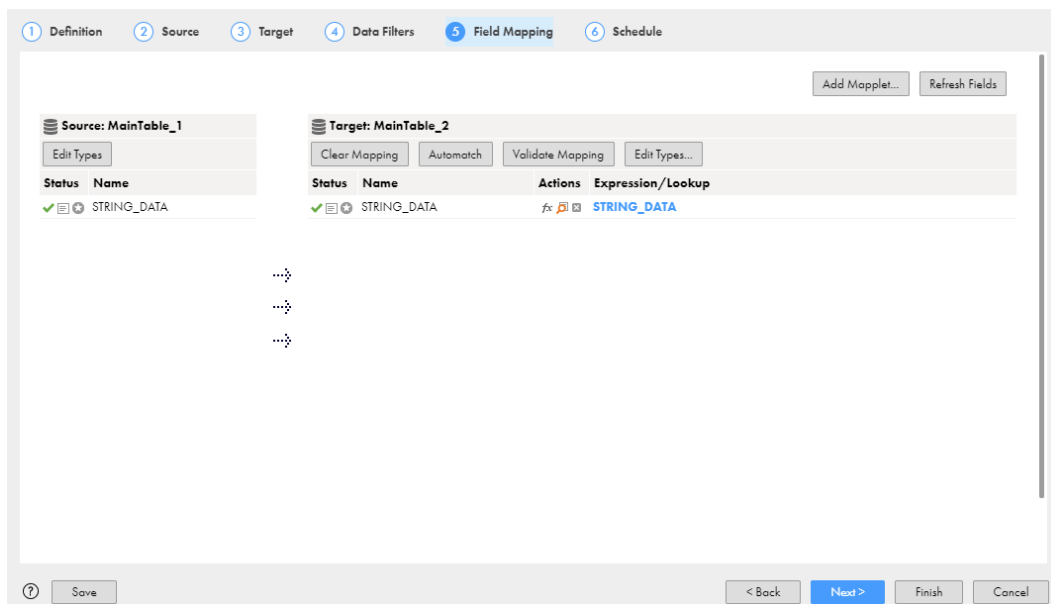 1 Definition 2 Source 3 Target 4 Data Filters 5 Field Mapping 6 Schedule
Add Mapplet... Refresh Fields
Source: MainTable_1 Target: MainTable_2
Edit Types Clear Mapping Automatch Validate Mapping Edit Types...
Status Name Status Name Actions Expression/Lookup
STRING_DATA STRING_DATA fx STRING_DATA
? Save < Back Next > Finish Cancel